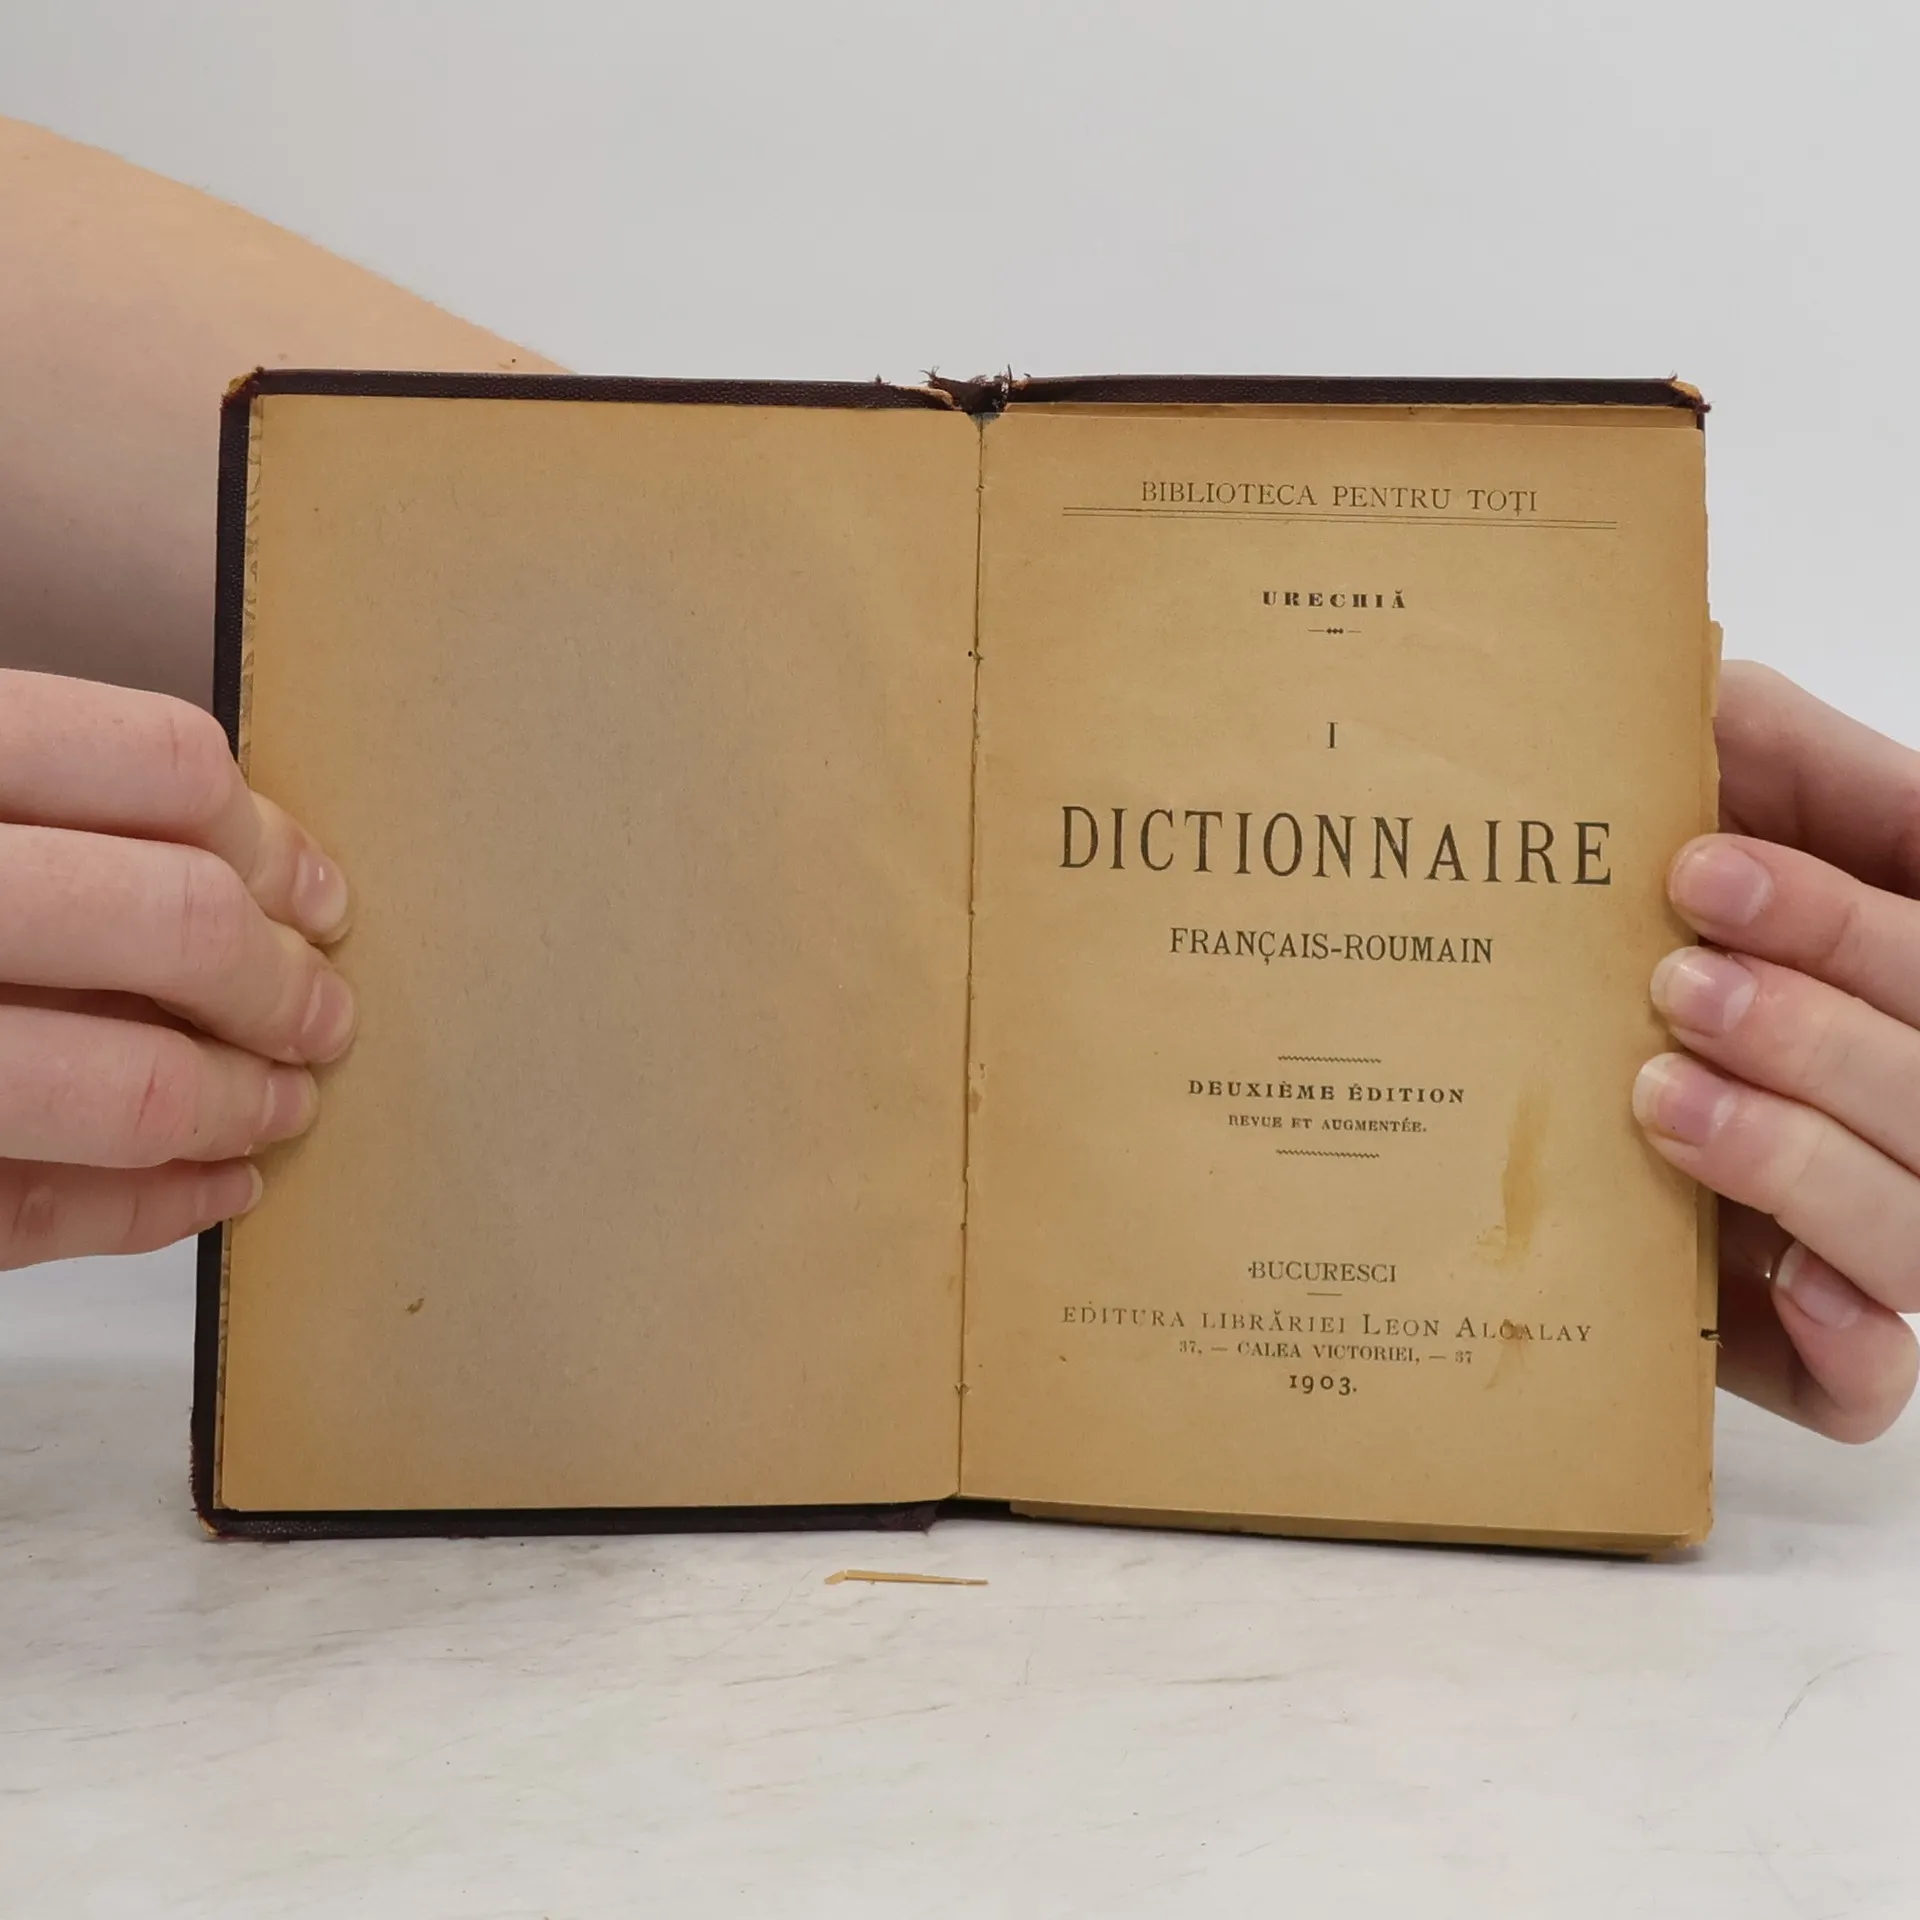 BIBLIOTECA PENTRU TOȚI
URECHIĂ
I
DICTIONNAIRE
FRANÇAIS-ROUMAIN
DEUXIÈME ÉDITION
REVUE ET AUGMENTÉE.
BUCURESCI
EDITURA LIBRĂRIEI LEON ALCALAY
37, — CALEA VICTORIEI, — 37
1903.